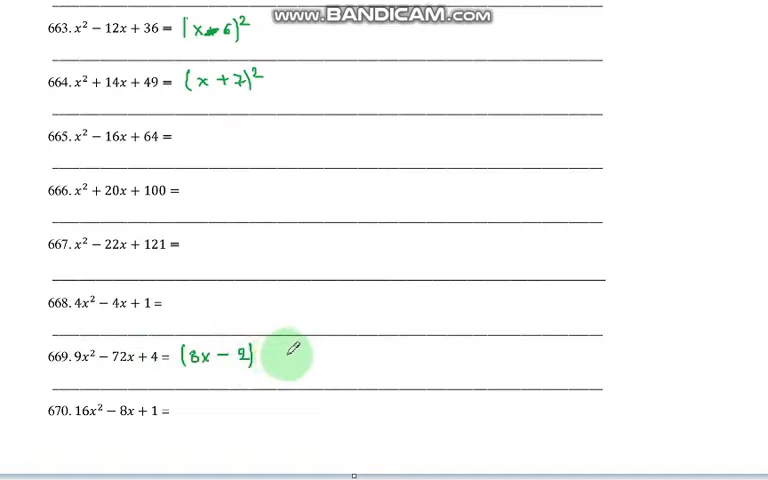 www.BANDICAM.com
663. x² − 12x + 36 = (x - 6)²
664. x² + 14x + 49 = (x + 7)²
665. x² − 16x + 64 =
666. x² + 20x + 100 =
667. x² − 22x + 121 =
668. 4x² − 4x + 1 =
669. 9x² − 72x + 4 = (3x − 2)
670. 16x² − 8x + 1 =